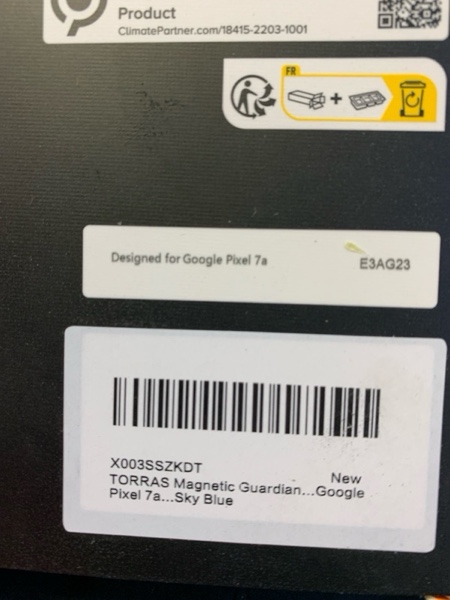 Product
ClimatePartner.com/18415-2203-1001
FR
Designed for Google Pixel 7a E3AG23
X003SSZKDT
New
TORRAS Magnetic Guardian...Google
Pixel 7a...Sky Blue